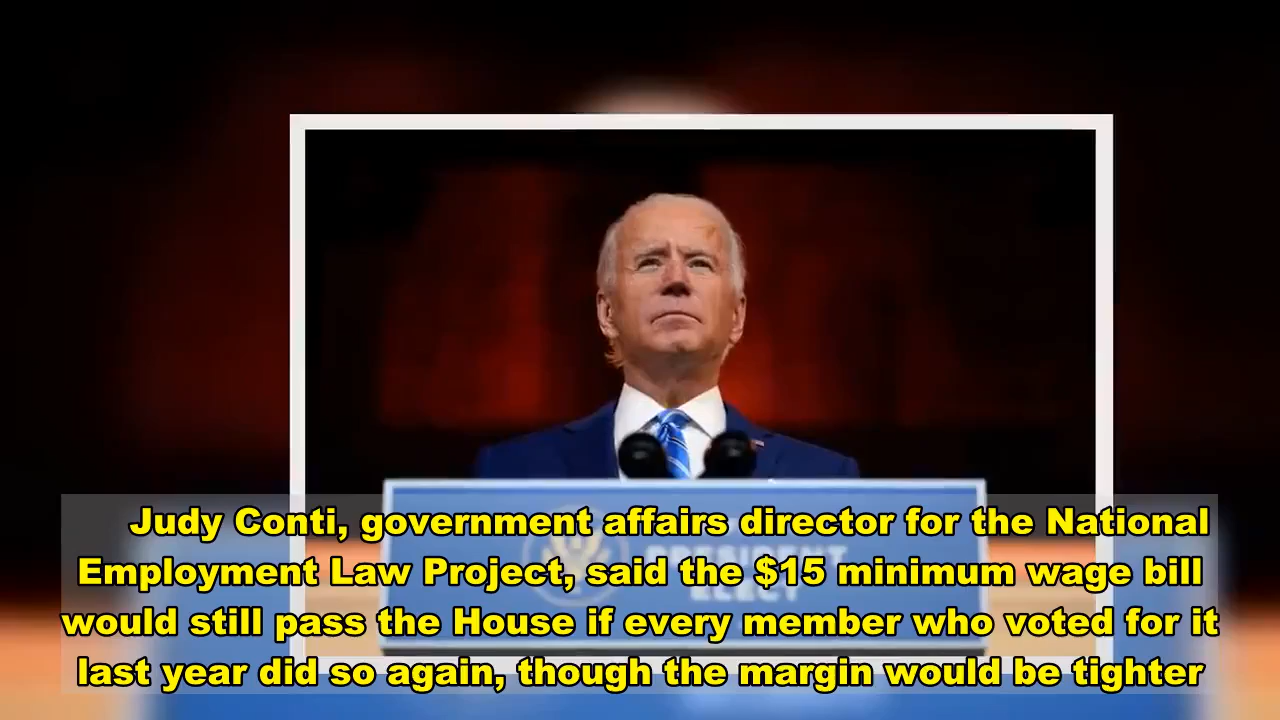 Judy Conti, government affairs director for the National
Employment Law Project, said the $15 minimum wage bill
would still pass the House if every member who voted for it
last year did so again, though the margin would be tighter
PRESIDENT
ELECT